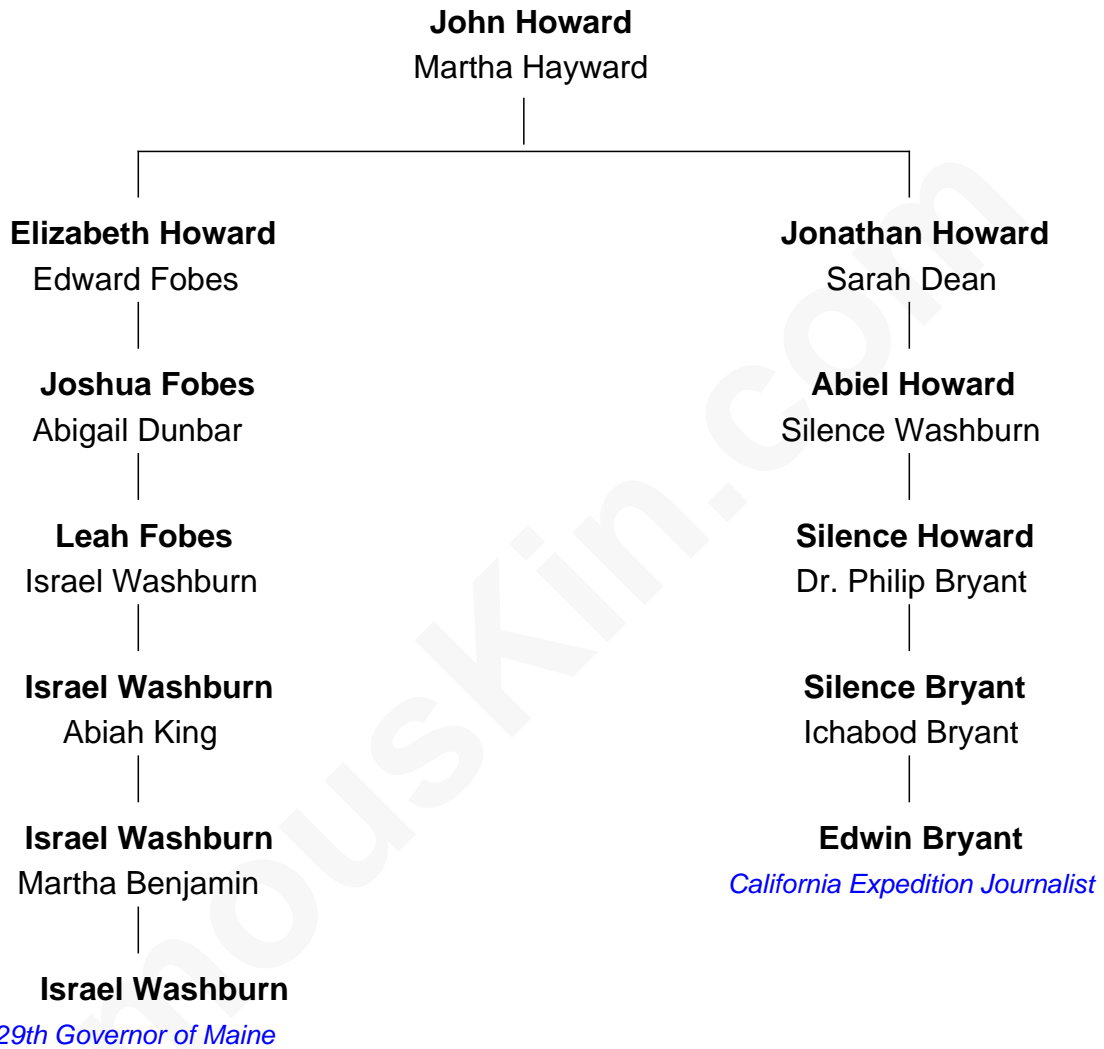 John Howard
Martha Hayward
Elizabeth Howard
Edward Fobes
Jonathan Howard
Sarah Dean
Joshua Fobes
Abigail Dunbar
Abiel Howard
Silence Washburn
Leah Fobes
Israel Washburn
Silence Howard
Dr. Philip Bryant
Israel Washburn
Abiah King
Silence Bryant
Ichabod Bryant
Israel Washburn
Martha Benjamin
Edwin Bryant
California Expedition Journalist
Israel Washburn
29th Governor of Maine
mousKin.com